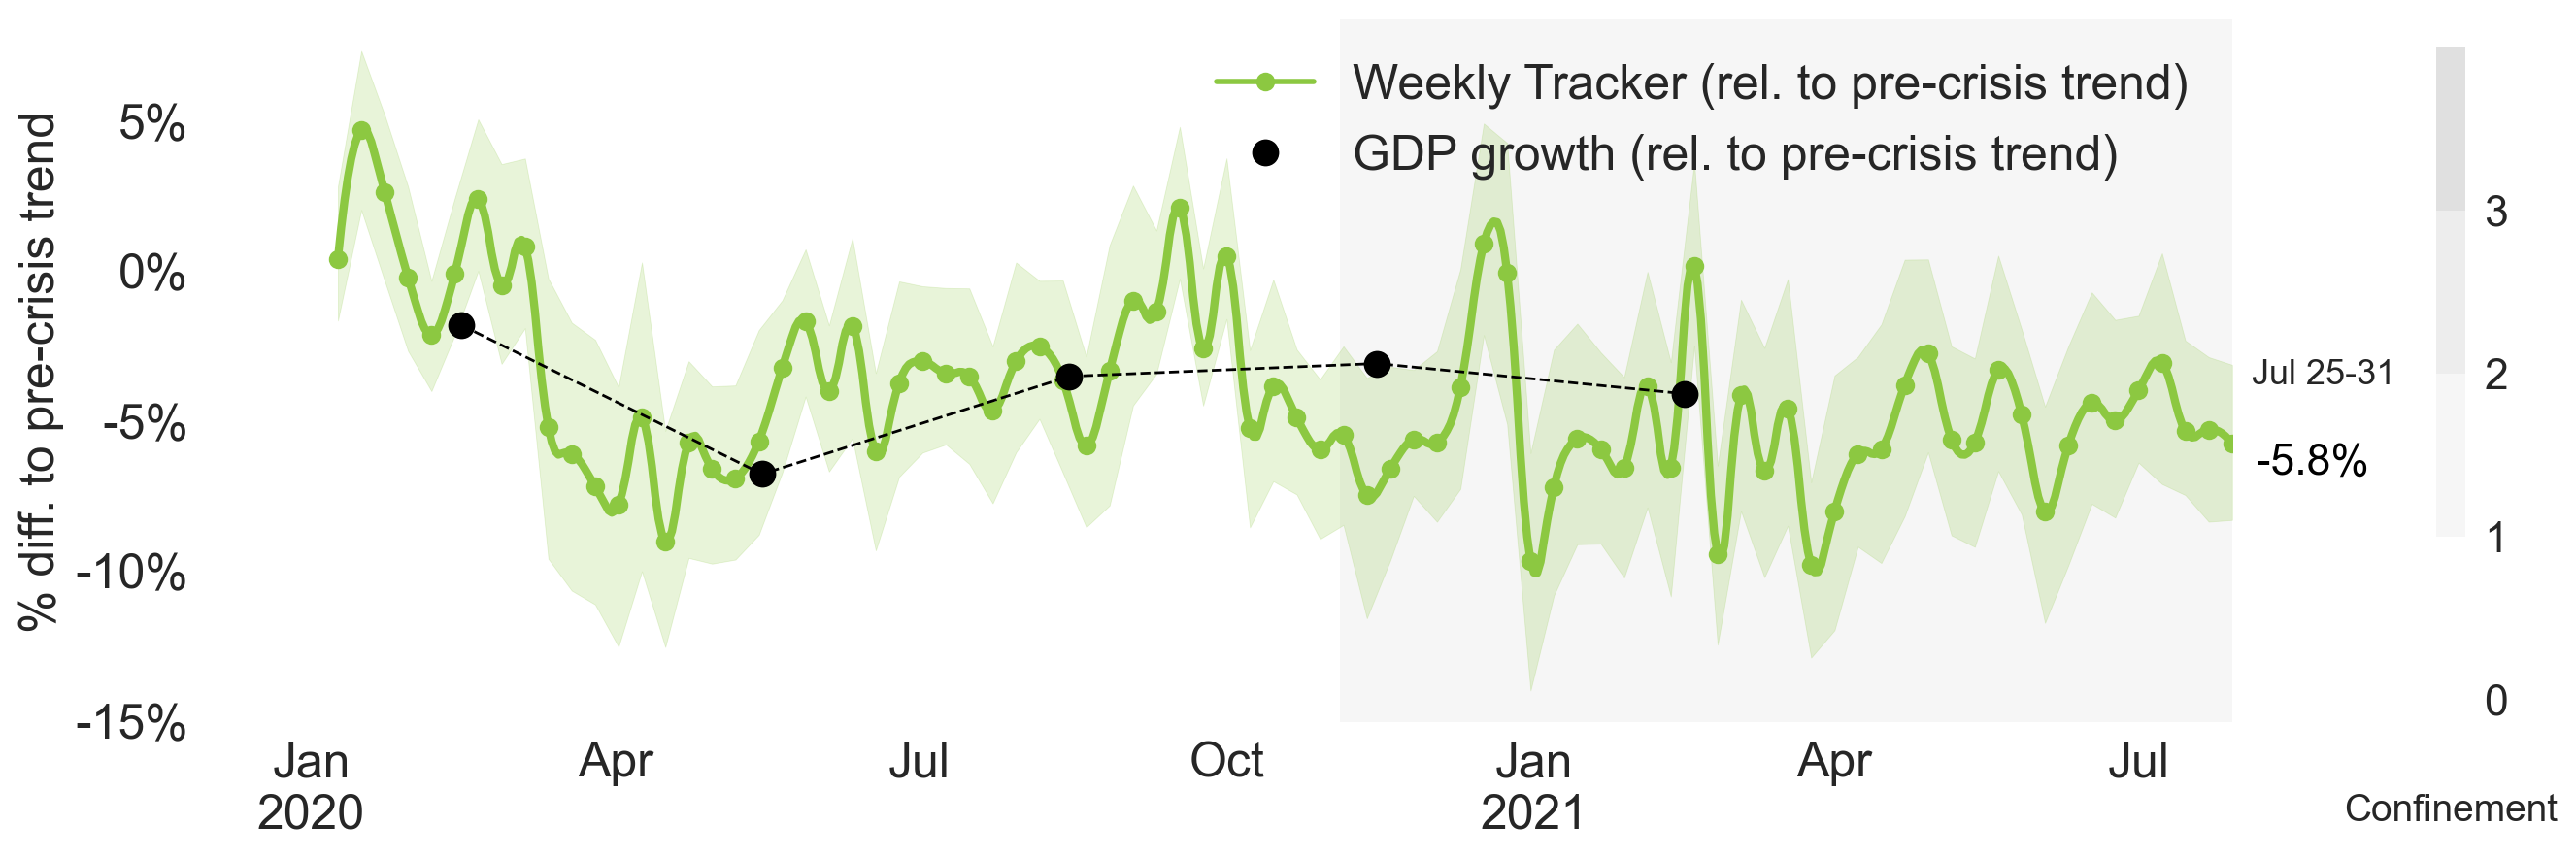 % diff. to pre-crisis trend
5%
0%
-5%
-10%
-15%
Weekly Tracker (rel. to pre-crisis trend)
GDP growth (rel. to pre-crisis trend)
Jul 25-31
-5.8%
3
2
1
0
Confinement
Jan Apr Jul Oct Jan Apr Jul
2020 2021